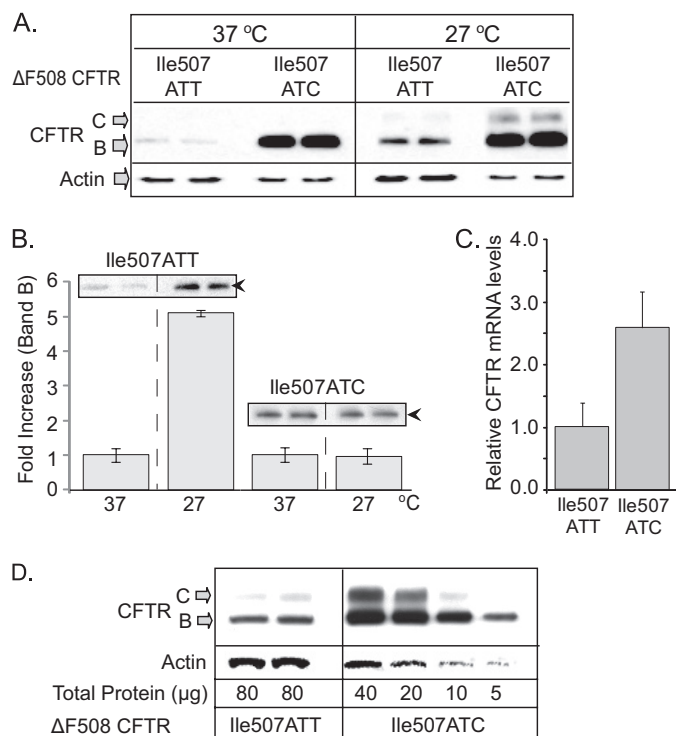 A.
37 °C 27 °C
ΔF508 CFTR Ile507 ATT Ile507 ATC Ile507 ATT Ile507 ATC
CFTR C
B
Actin
B.
Ile507ATT
Fold Increase (Band B)
6
5
4
3
2
1
0
Ile507ATC
37 27 37 27 °C
C.
Relative CFTR mRNA levels
4.0
3.0
2.0
1.0
0.0
Ile507 ATT Ile507 ATC
D.
CFTR C
B
Actin
Total Protein (µg) 80 80 40 20 10 5
ΔF508 CFTR Ile507ATT Ile507ATC